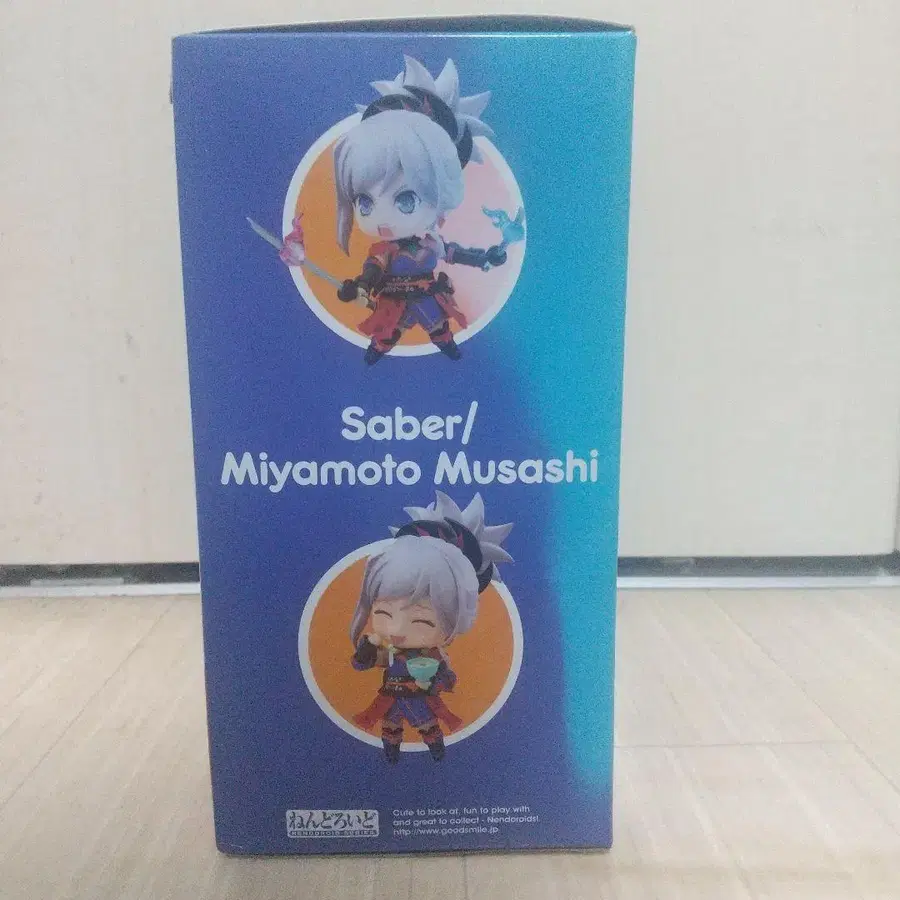 Saber/
Miyamoto Musashi
ねんどろいど
NENDOROID SERIES
Cute to look at, fun to play with
and great to collect - Nendoroids!
http://www.goodsmile.jp